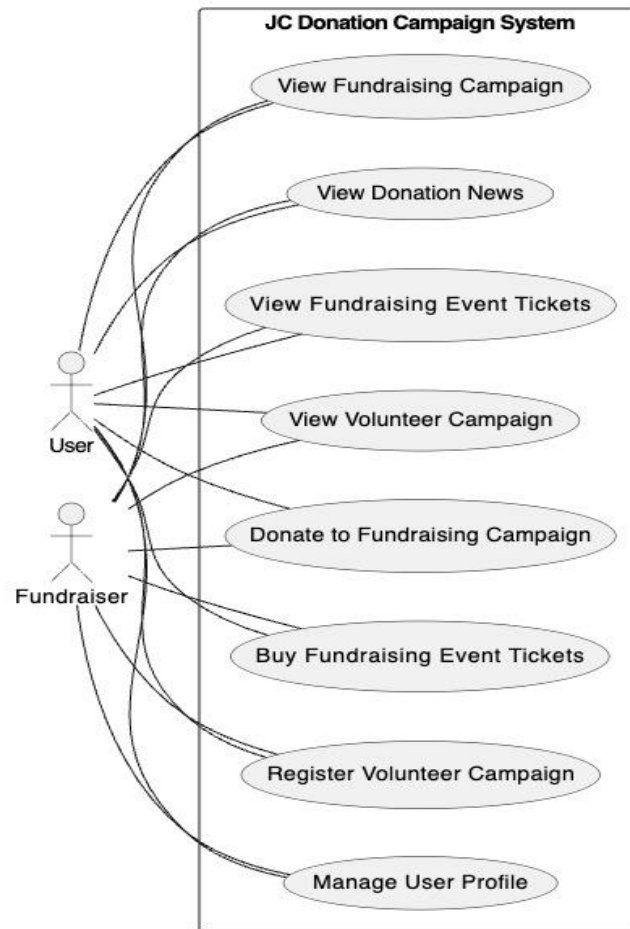 JC Donation Campaign System
View Fundraising Campaign
View Donation News
View Fundraising Event Tickets
View Volunteer Campaign
User
Donate to Fundraising Campaign
Fundraiser
Buy Fundraising Event Tickets
Register Volunteer Campaign
Manage User Profile